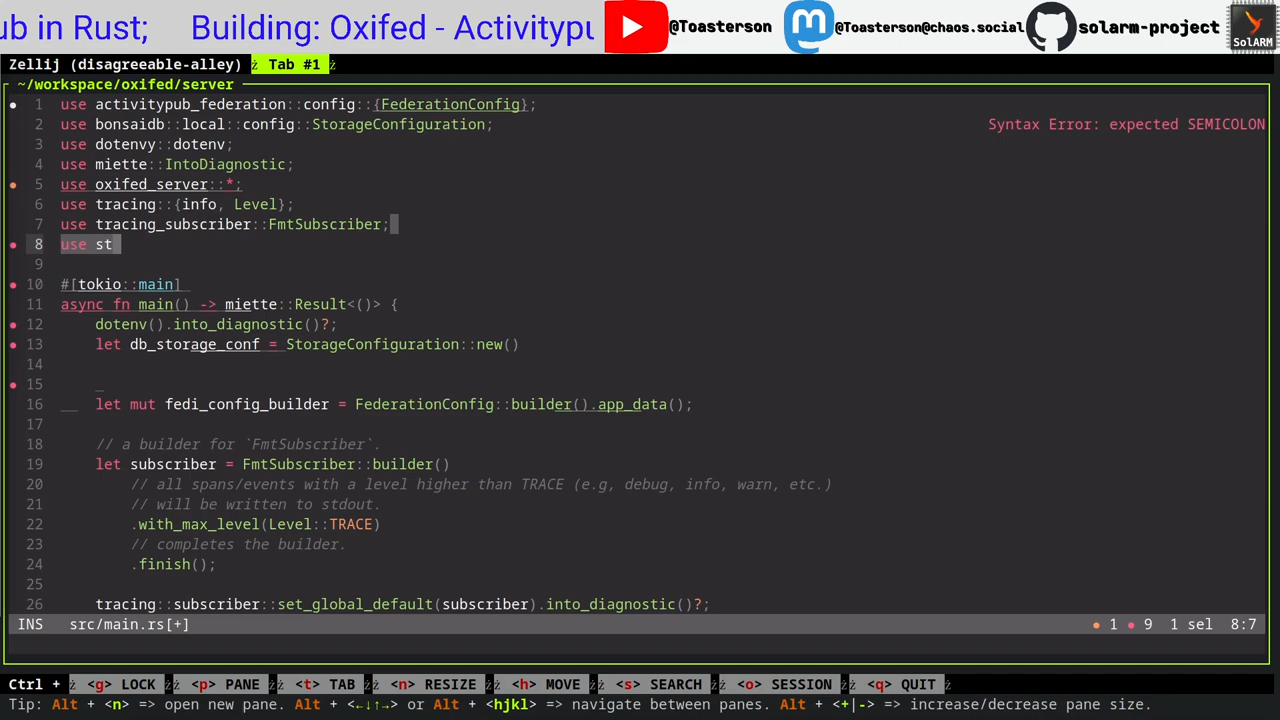 ub in Rust;     Building: Oxifed - Activitypu
@Toasterson
@Toasterson@chaos.social
solarm-project
SolARM
Zellij (disagreeable-alley) Tab #1
~/workspace/oxifed/server
1 use activitypub_federation::config::{FederationConfig};
2 use bonsaidb::local::config::StorageConfiguration; Syntax Error: expected SEMICOLON
3 use dotenvy::dotenv;
4 use miette::IntoDiagnostic;
5 use oxifed_server::*;
6 use tracing::{info, Level};
7 use tracing_subscriber::FmtSubscriber;
8 use st
9
10 #[tokio::main]
11 async fn main() -> miette::Result<()> {
12     dotenv().into_diagnostic()?;
13     let db_storage_conf = StorageConfiguration::new()
14
15
16     let mut fedi_config_builder = FederationConfig::builder().app_data();
17
18     // a builder for `FmtSubscriber`.
19     let subscriber = FmtSubscriber::builder()
20         // all spans/events with a level higher than TRACE (e.g, debug, info, warn, etc.)
21         // will be written to stdout.
22         .with_max_level(Level::TRACE)
23         // completes the builder.
24         .finish();
25
26     tracing::subscriber::set_global_default(subscriber).into_diagnostic()?;
INS src/main.rs[+] ● 1 ● 9 1 sel 8:7
Ctrl + <g> LOCK <p> PANE <t> TAB <n> RESIZE <h> MOVE <s> SEARCH <o> SESSION <q> QUIT
Tip: Alt + <n> => open new pane. Alt + <←↓↑→> or Alt + <hjkl> => navigate between panes. Alt + <+|-> => increase/decrease pane size.